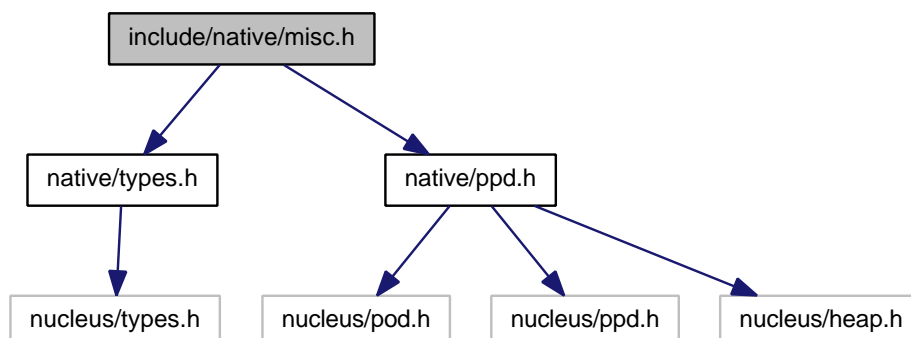 include/native/misc.h
native/types.h
native/ppd.h
nucleus/types.h
nucleus/pod.h
nucleus/ppd.h
nucleus/heap.h